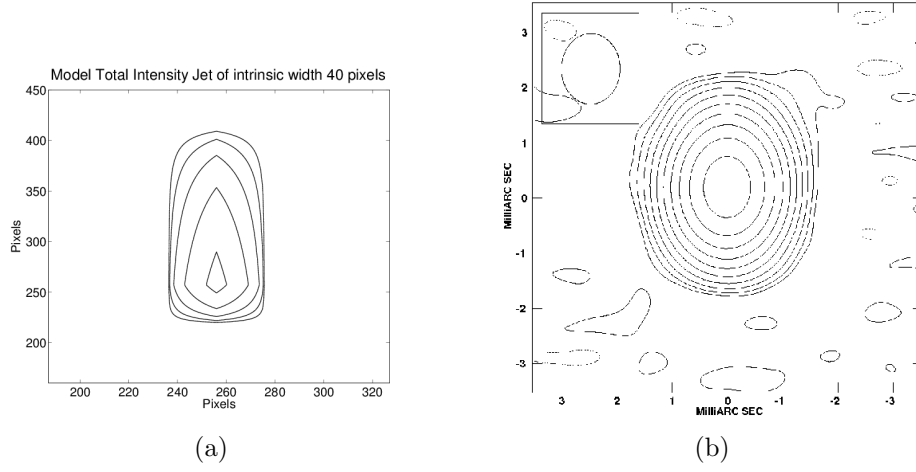 Model Total Intensity Jet of intrinsic width 40 pixels
450
400
350
300
250
200
Pixels
200 220 240 260 280 300 320
Pixels
(a)
3
2
1
0
-1
-2
-3
MilliARC SEC
3 2 1 0 -1 -2 -3
MilliARC SEC
(b)